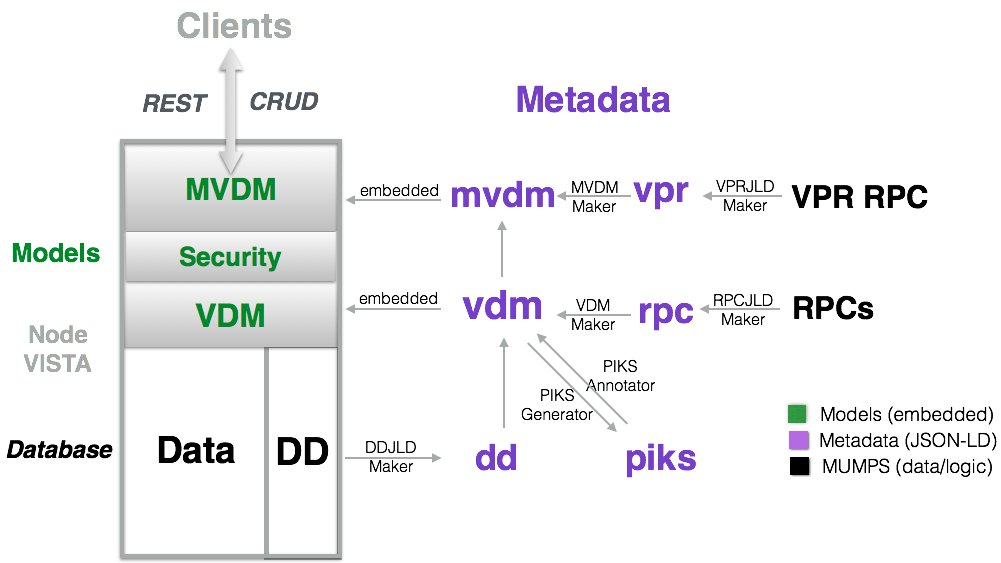 Clients
REST CRUD
Metadata
MVDM
embedded
mvdm
MVDM
Maker
vpr
VPRJLD
Maker
VPR RPC
Models
Security
VDM
embedded
vdm
VDM
Maker
rpc
RPCJLD
Maker
RPCs
Node
VISTA
PIKS
Annotator
PIKS
Generator
Database
Data
DD
DDJLD
Maker
dd
piks
Models (embedded)
Metadata (JSON-LD)
MUMPS (data/logic)